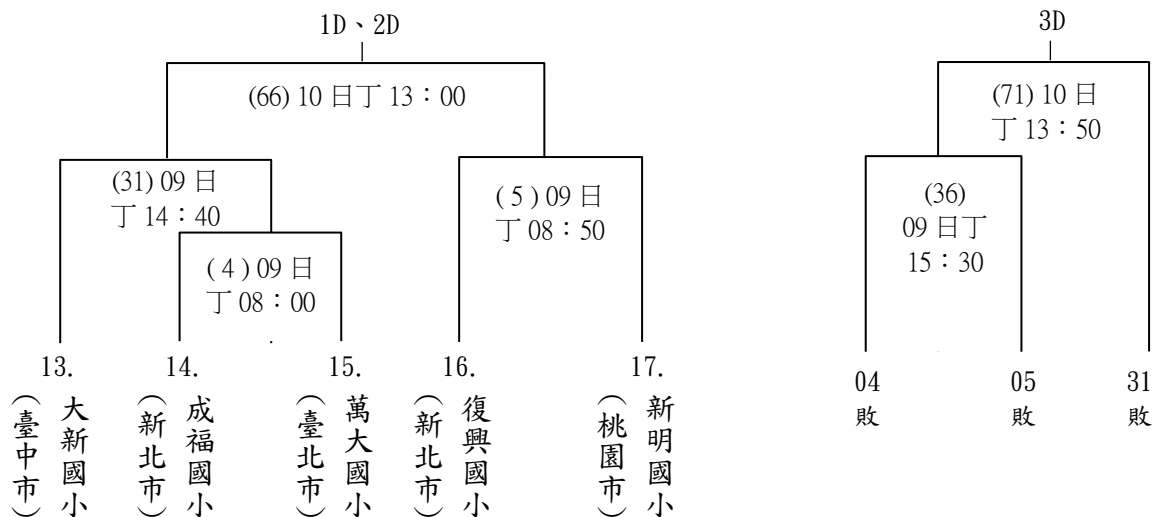 1D、2D
(66) 10 日丁 13：00
(31) 09 日
丁 14：40
( 4 ) 09 日
丁 08：00
( 5 ) 09 日
丁 08：50
13.
14.
15.
16.
17.
大新國小
（臺中市）
成福國小
（新北市）
萬大國小
（臺北市）
復興國小
（新北市）
新明國小
（桃園市）
3D
(71) 10 日
丁 13：50
(36)
09 日丁
15：30
04
敗
05
敗
31
敗